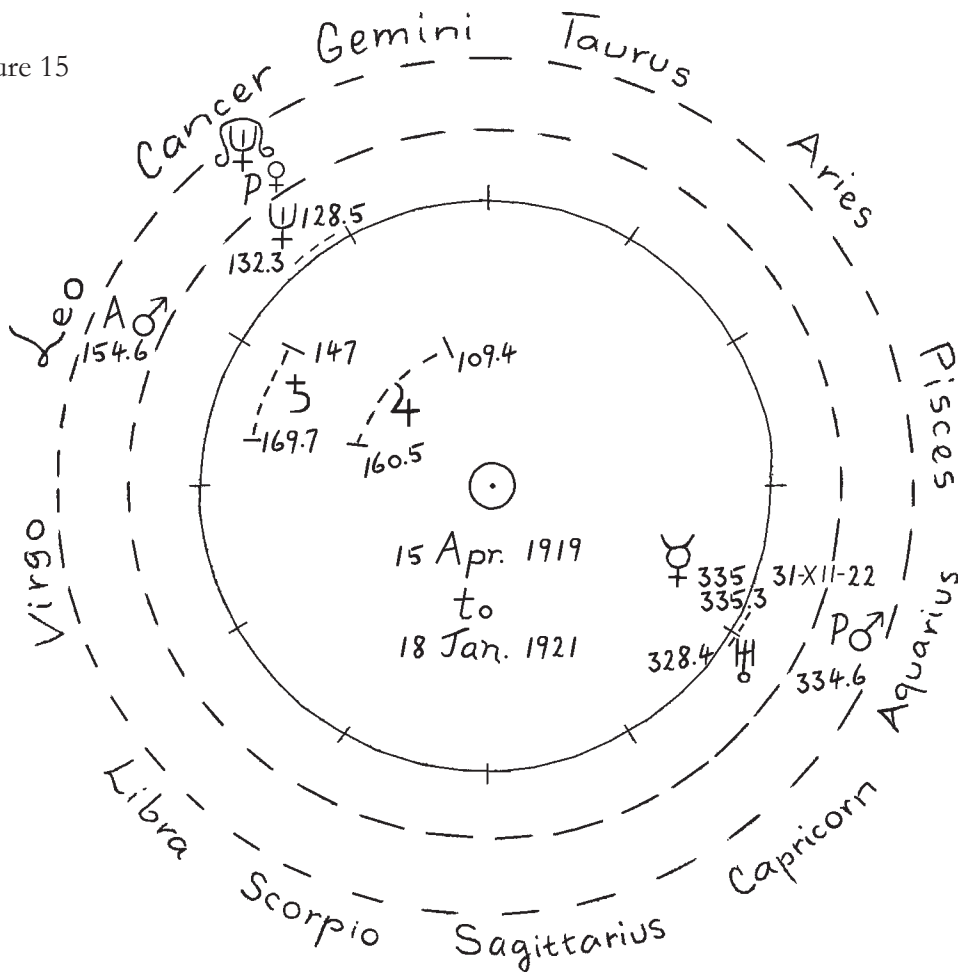 ure 15
Gemini
Taurus
Cancer
Aries
P
128.5
132.3
Leo
A
154.6
147
109.4
169.7
160.5
Pisces
Virgo
15 Apr. 1919
to
18 Jan. 1921
335 31-XII-22
335.3
328.4
P
334.6
Aquarius
Libra
Capricorn
Scorpio
Sagittarius